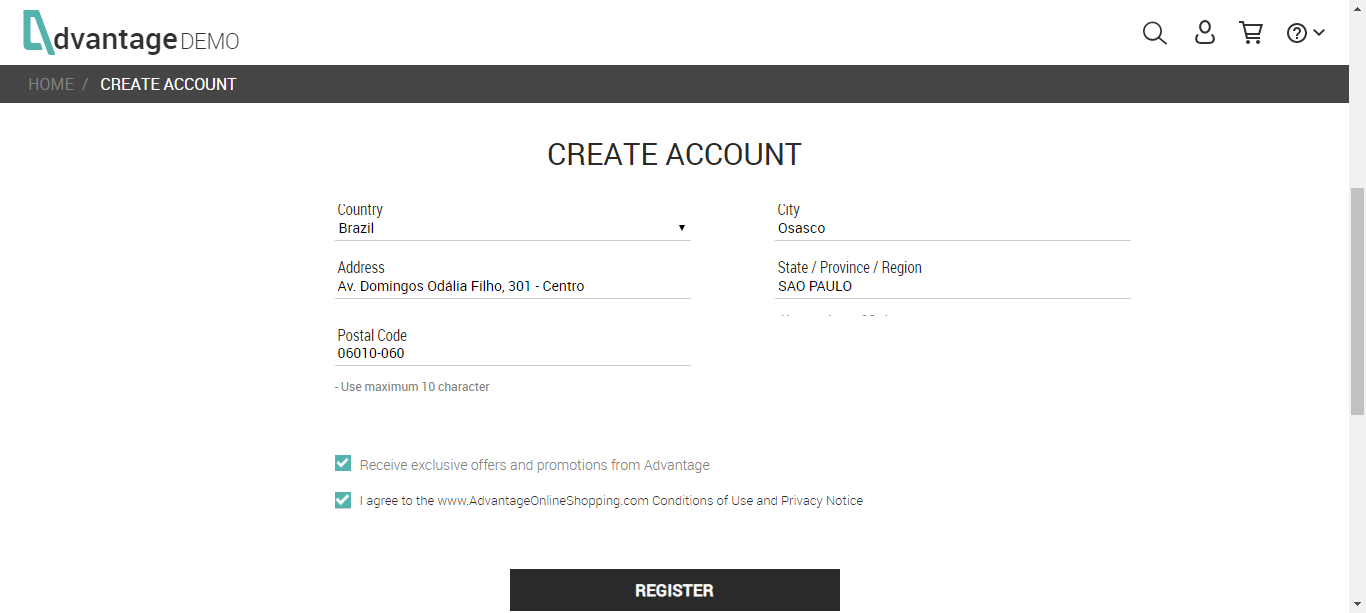 dvantage DEMO
HOME / CREATE ACCOUNT
CREATE ACCOUNT
Country
Brazil
City
Osasco
Address
Av. Domingos Odália Filho, 301 - Centro
State / Province / Region
SAO PAULO
Postal Code
06010-060
- Use maximum 10 character
Receive exclusive offers and promotions from Advantage
I agree to the www.AdvantageOnlineShopping.com Conditions of Use and Privacy Notice
REGISTER